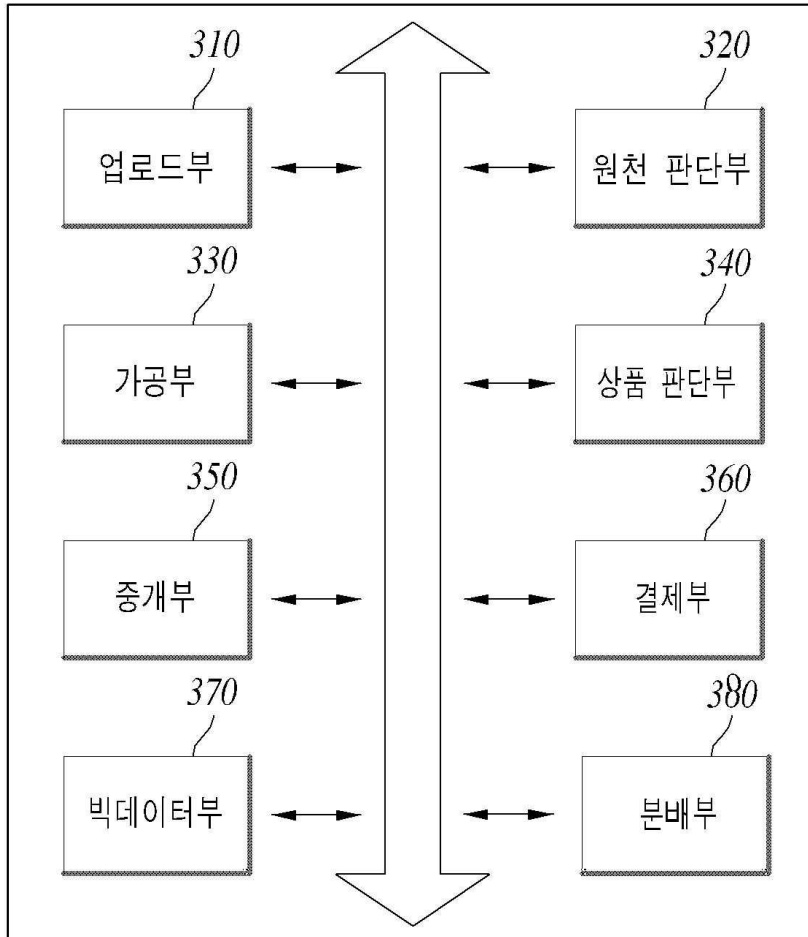 310
320
업로드부
원천 판단부
330
340
가공부
상품 판단부
350
360
중개부
결제부
370
380
빅데이터부
분배부